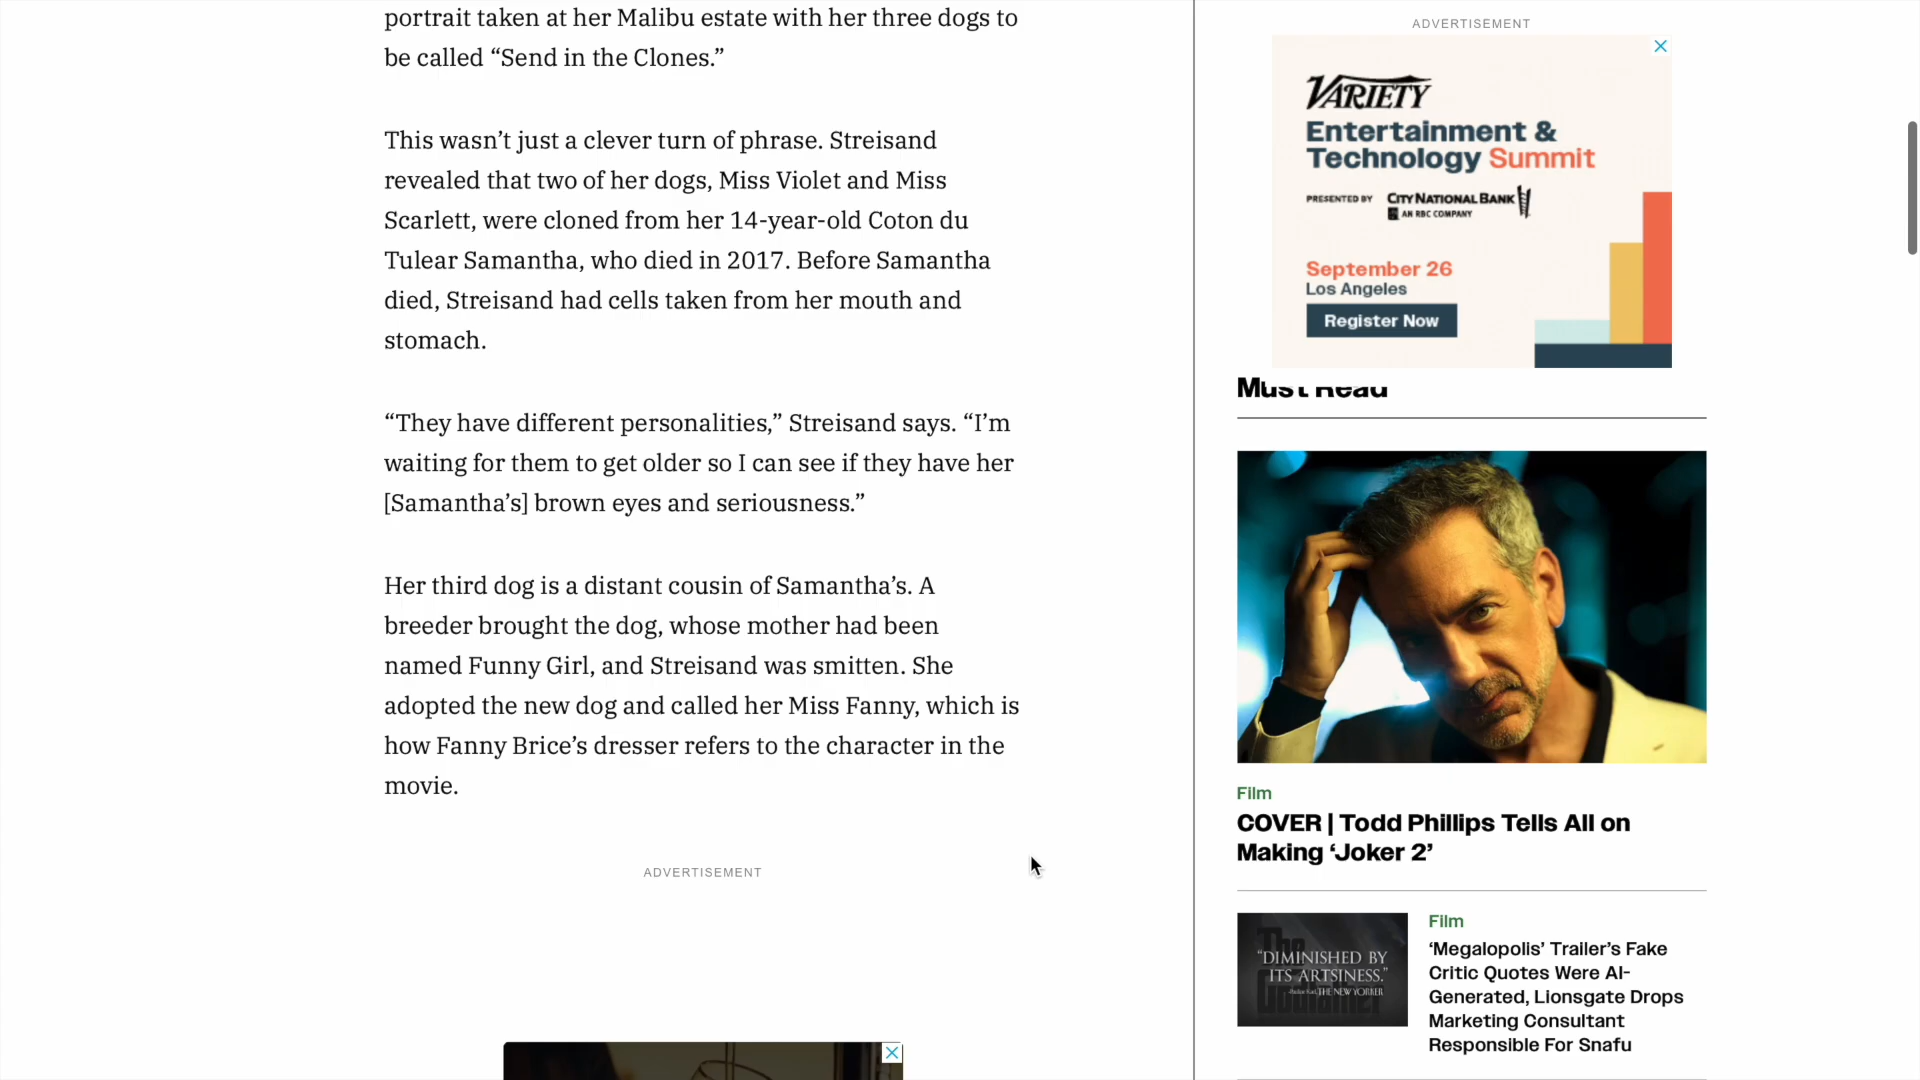 portrait taken at her Malibu estate with her three dogs to
be called “Send in the Clones.”
This wasn’t just a clever turn of phrase. Streisand
revealed that two of her dogs, Miss Violet and Miss
Scarlett, were cloned from her 14-year-old Coton du
Tulear Samantha, who died in 2017. Before Samantha
died, Streisand had cells taken from her mouth and
stomach.
“They have different personalities,” Streisand says. “I’m
waiting for them to get older so I can see if they have her
[Samantha’s] brown eyes and seriousness.”
Her third dog is a distant cousin of Samantha’s. A
breeder brought the dog, whose mother had been
named Funny Girl, and Streisand was smitten. She
adopted the new dog and called her Miss Fanny, which is
how Fanny Brice’s dresser refers to the character in the
movie.
ADVERTISEMENT
ADVERTISEMENT
VARIETY
Entertainment &
Technology Summit
PRESENTED BY CITY NATIONAL BANK
AN RBC COMPANY
September 26
Los Angeles
Register Now
Must Read
Film
COVER | Todd Phillips Tells All on
Making ‘Joker 2’
The
Godfather
“DIMINISHED BY
ITS ARTSINESS.”
THE NEW YORKER
Film
‘Megalopolis’ Trailer’s Fake
Critic Quotes Were AI-
Generated, Lionsgate Drops
Marketing Consultant
Responsible For Snafu